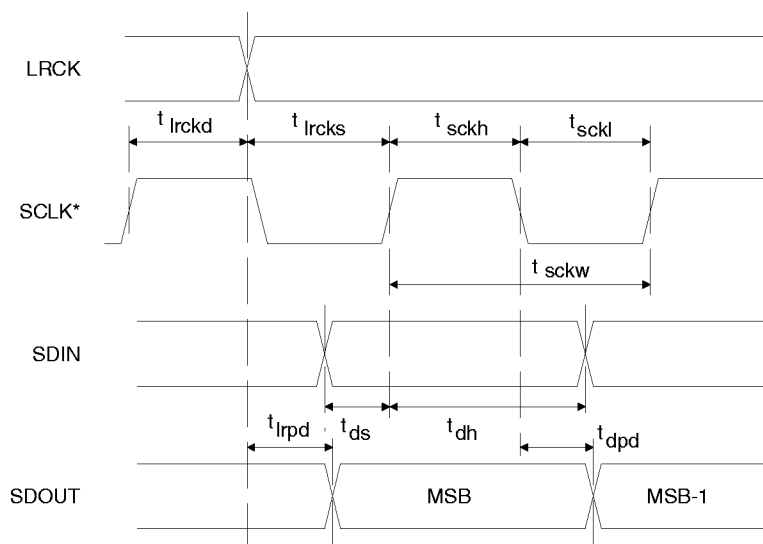 LRCK
t lrckd
t lrcks
t sckh
t sckl
SCLK*
t sckw
SDIN
t lrpd
t ds
t dh
t dpd
SDOUT
MSB
MSB-1